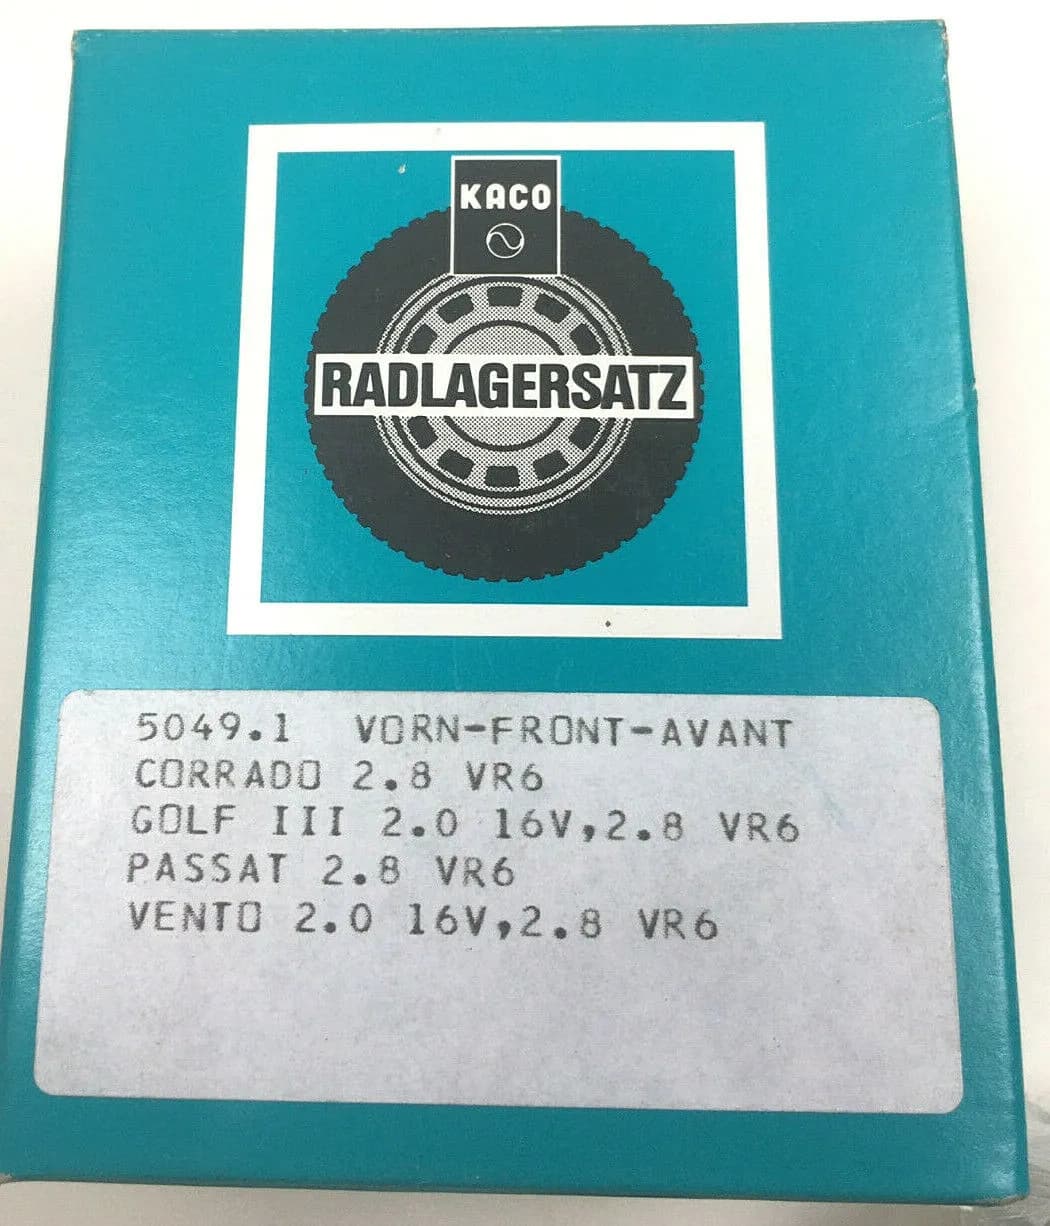 KACO
RADLAGERSATZ
5049.1 VORN-FRONT-AVANT
CORRADO 2.8 VR6
GOLF III 2.0 16V,2.8 VR6
PASSAT 2.8 VR6
VENTO 2.0 16V,2.8 VR6